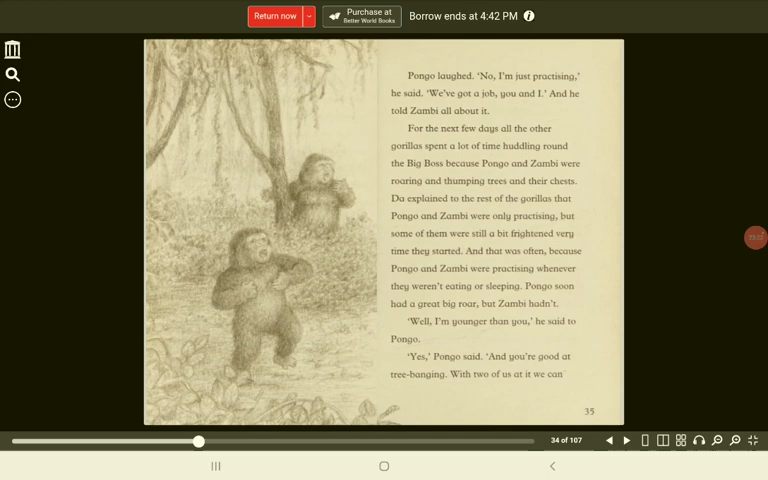 Return now
Purchase at
Better World Books
Borrow ends at 4:42 PM
Pongo laughed. ‘No, I’m just practising,’
he said. ‘We’ve got a job, you and I.’ And he
told Zambi all about it.
For the next few days all the other
gorillas spent a lot of time huddling round
the Big Boss because Pongo and Zambi were
roaring and thumping trees and their chests.
Da explained to the rest of the gorillas that
Pongo and Zambi were only practising, but
some of them were still a bit frightened very
time they started. And that was often, because
Pongo and Zambi were practising whenever
they weren’t eating or sleeping. Pongo soon
had a great big roar, but Zambi hadn’t.
‘Well, I’m younger than you,’ he said to
Pongo.
‘Yes,’ Pongo said. ‘And you’re good at
tree-banging. With two of us at it we can
35
34 of 107